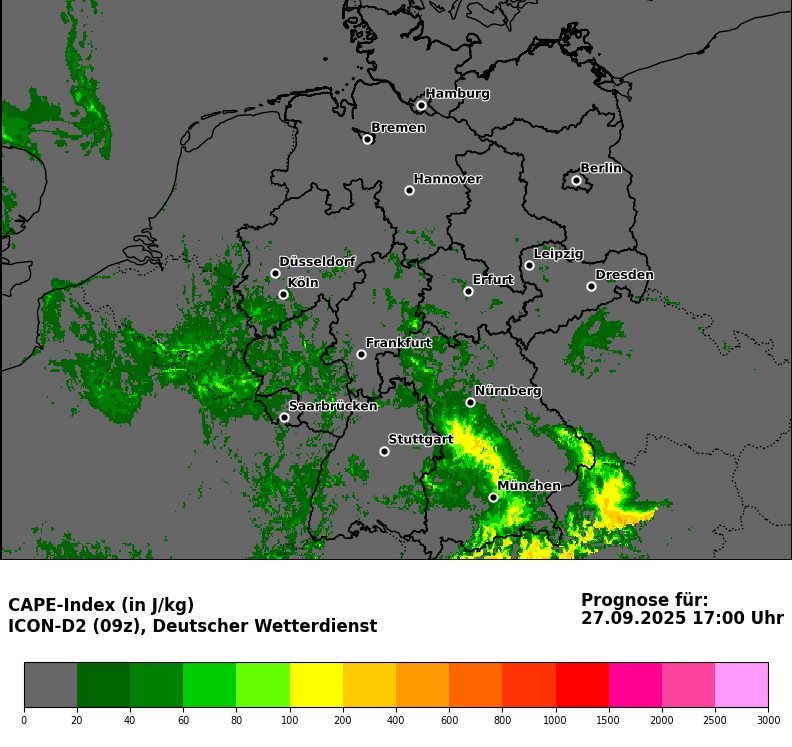 Hamburg
Bremen
Berlin
Hannover
Leipzig
Düsseldorf
Dresden
Erfurt
Köln
Frankfurt
Nürnberg
Saarbrücken
Stuttgart
München
CAPE-Index (in J/kg)
ICON-D2 (09z), Deutscher Wetterdienst
Prognose für:
27.09.2025 17:00 Uhr
0 20 40 60 80 100 200 400 600 800 1000 1500 2000 2500 3000